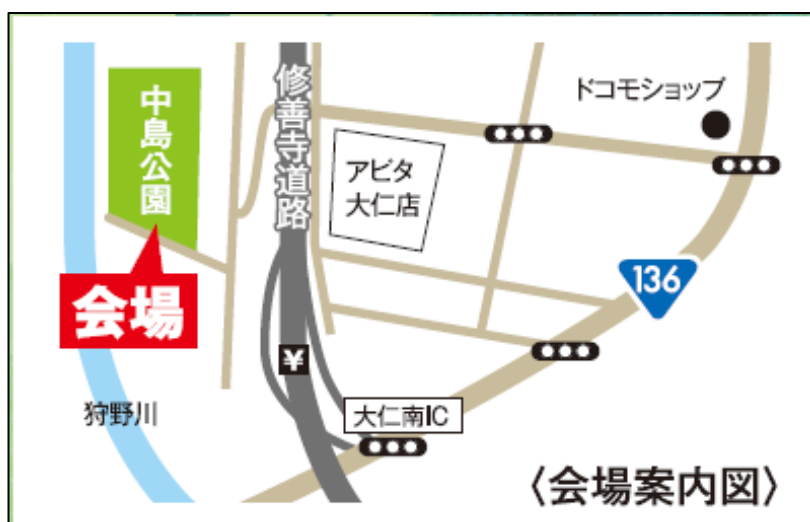 ドコモショップ
中島公園
修善寺道路
アピタ
大仁店
136
会場
¥
狩野川
大仁南IC
〈会場案内図〉